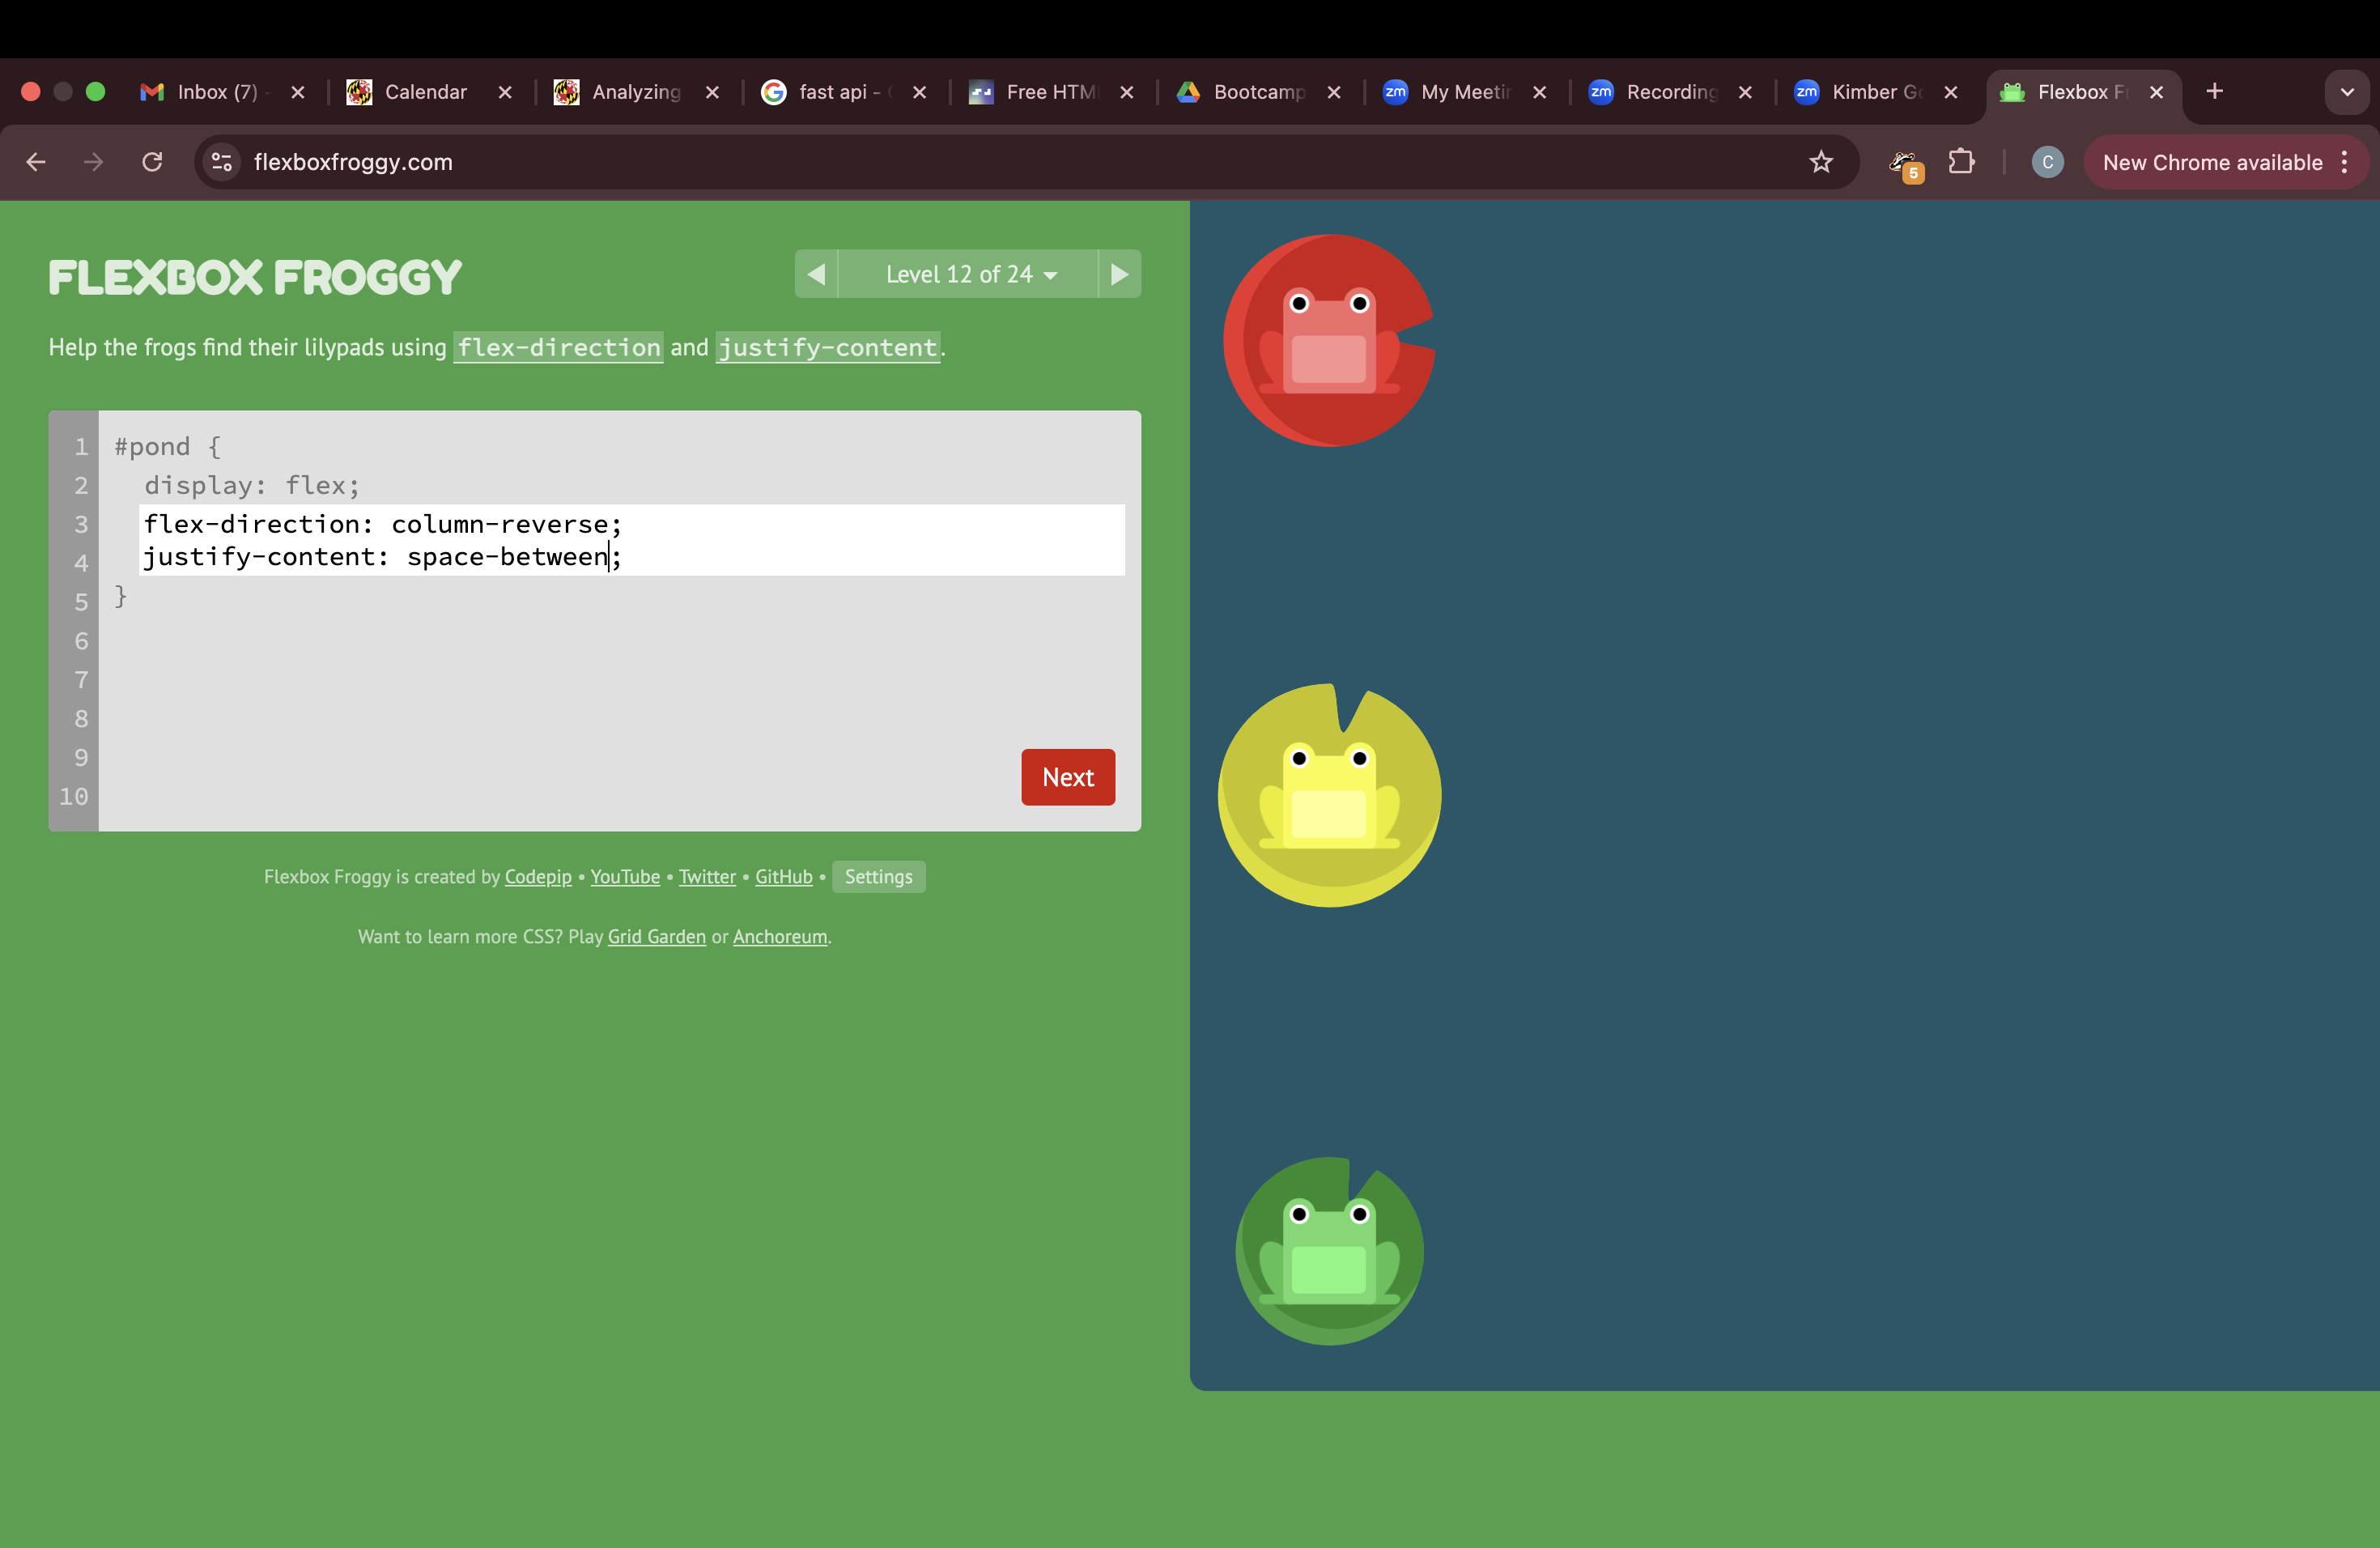 Inbox (7) -
Calendar
Analyzing
fast api -
Free HTM
Bootcamp
zm My Meetin
zm Recording
zm Kimber G
Flexbox F
flexboxfroggy.com
5
C
New Chrome available
FLEXBOX FROGGY
Level 12 of 24
Help the frogs find their lilypads using flex-direction and justify-content.
1 #pond {
2 display: flex;
3 flex-direction: column-reverse;
4 justify-content: space-between;
5 }
6
7
8
9
10
Next
Flexbox Froggy is created by Codepip • YouTube • Twitter • GitHub • Settings
Want to learn more CSS? Play Grid Garden or Anchoreum.